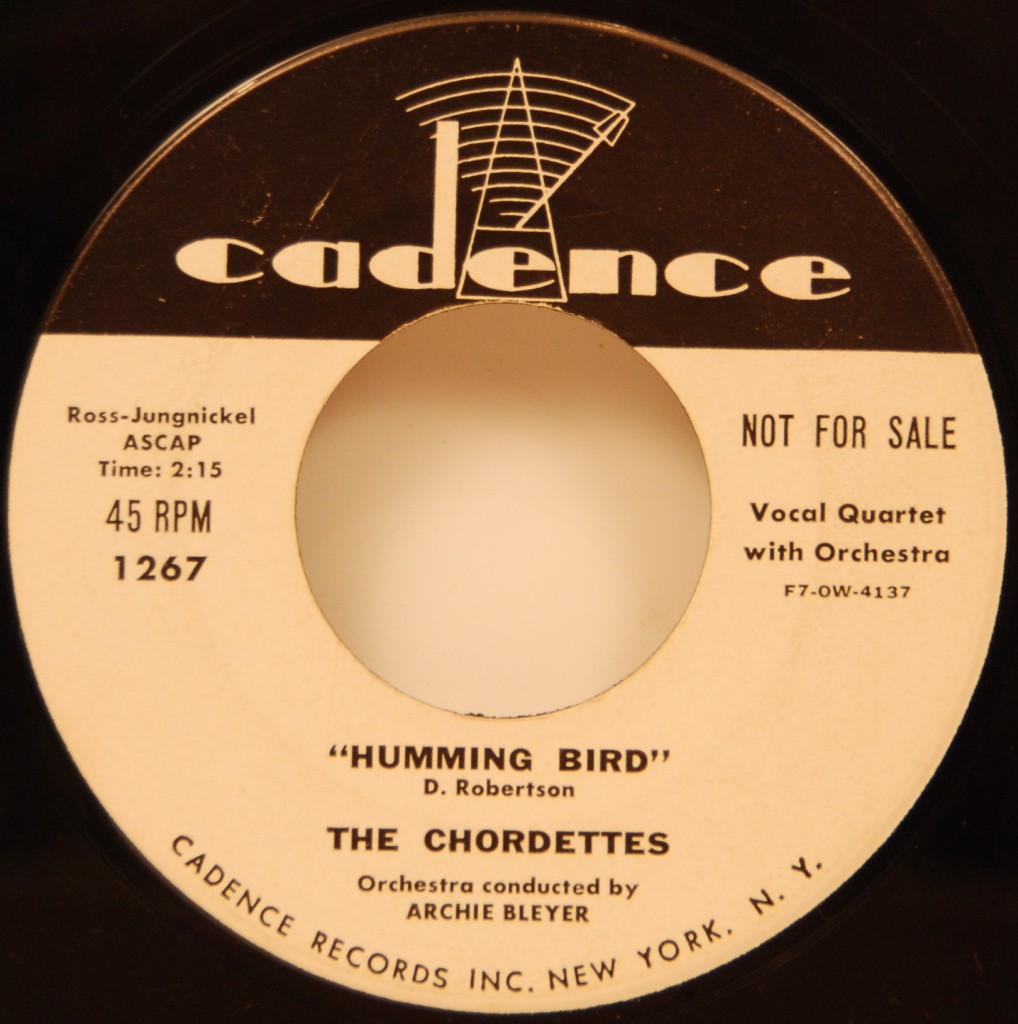 cadence
Ross-Jungnickel
ASCAP
Time: 2:15
45 RPM
1267
NOT FOR SALE
Vocal Quartet
with Orchestra
F7-OW-4137
"HUMMING BIRD"
D. Robertson
THE CHORDETTES
Orchestra conducted by
ARCHIE BLEYER
CADENCE RECORDS INC. NEW YORK. N. Y.